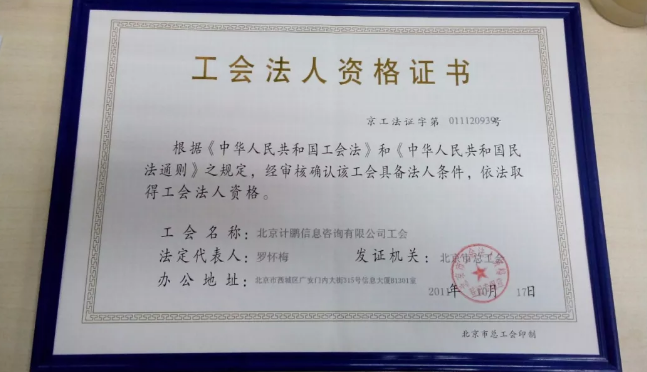 工会法人资格证书
京工法证字第 011120939号
根据《中华人民共和国工会法》和《中华人民共和国民
法通则》之规定，经审核确认该工会具备法人条件，依法取
得工会法人资格。
工会名称：北京计鹏信息咨询有限公司工会
法定代表人：罗怀梅 发证机关：北京市总工会
办公地址：北京市西城区广安门内大街315号信息大厦B1301室
2011年 10月 17日
北京市总工会印制